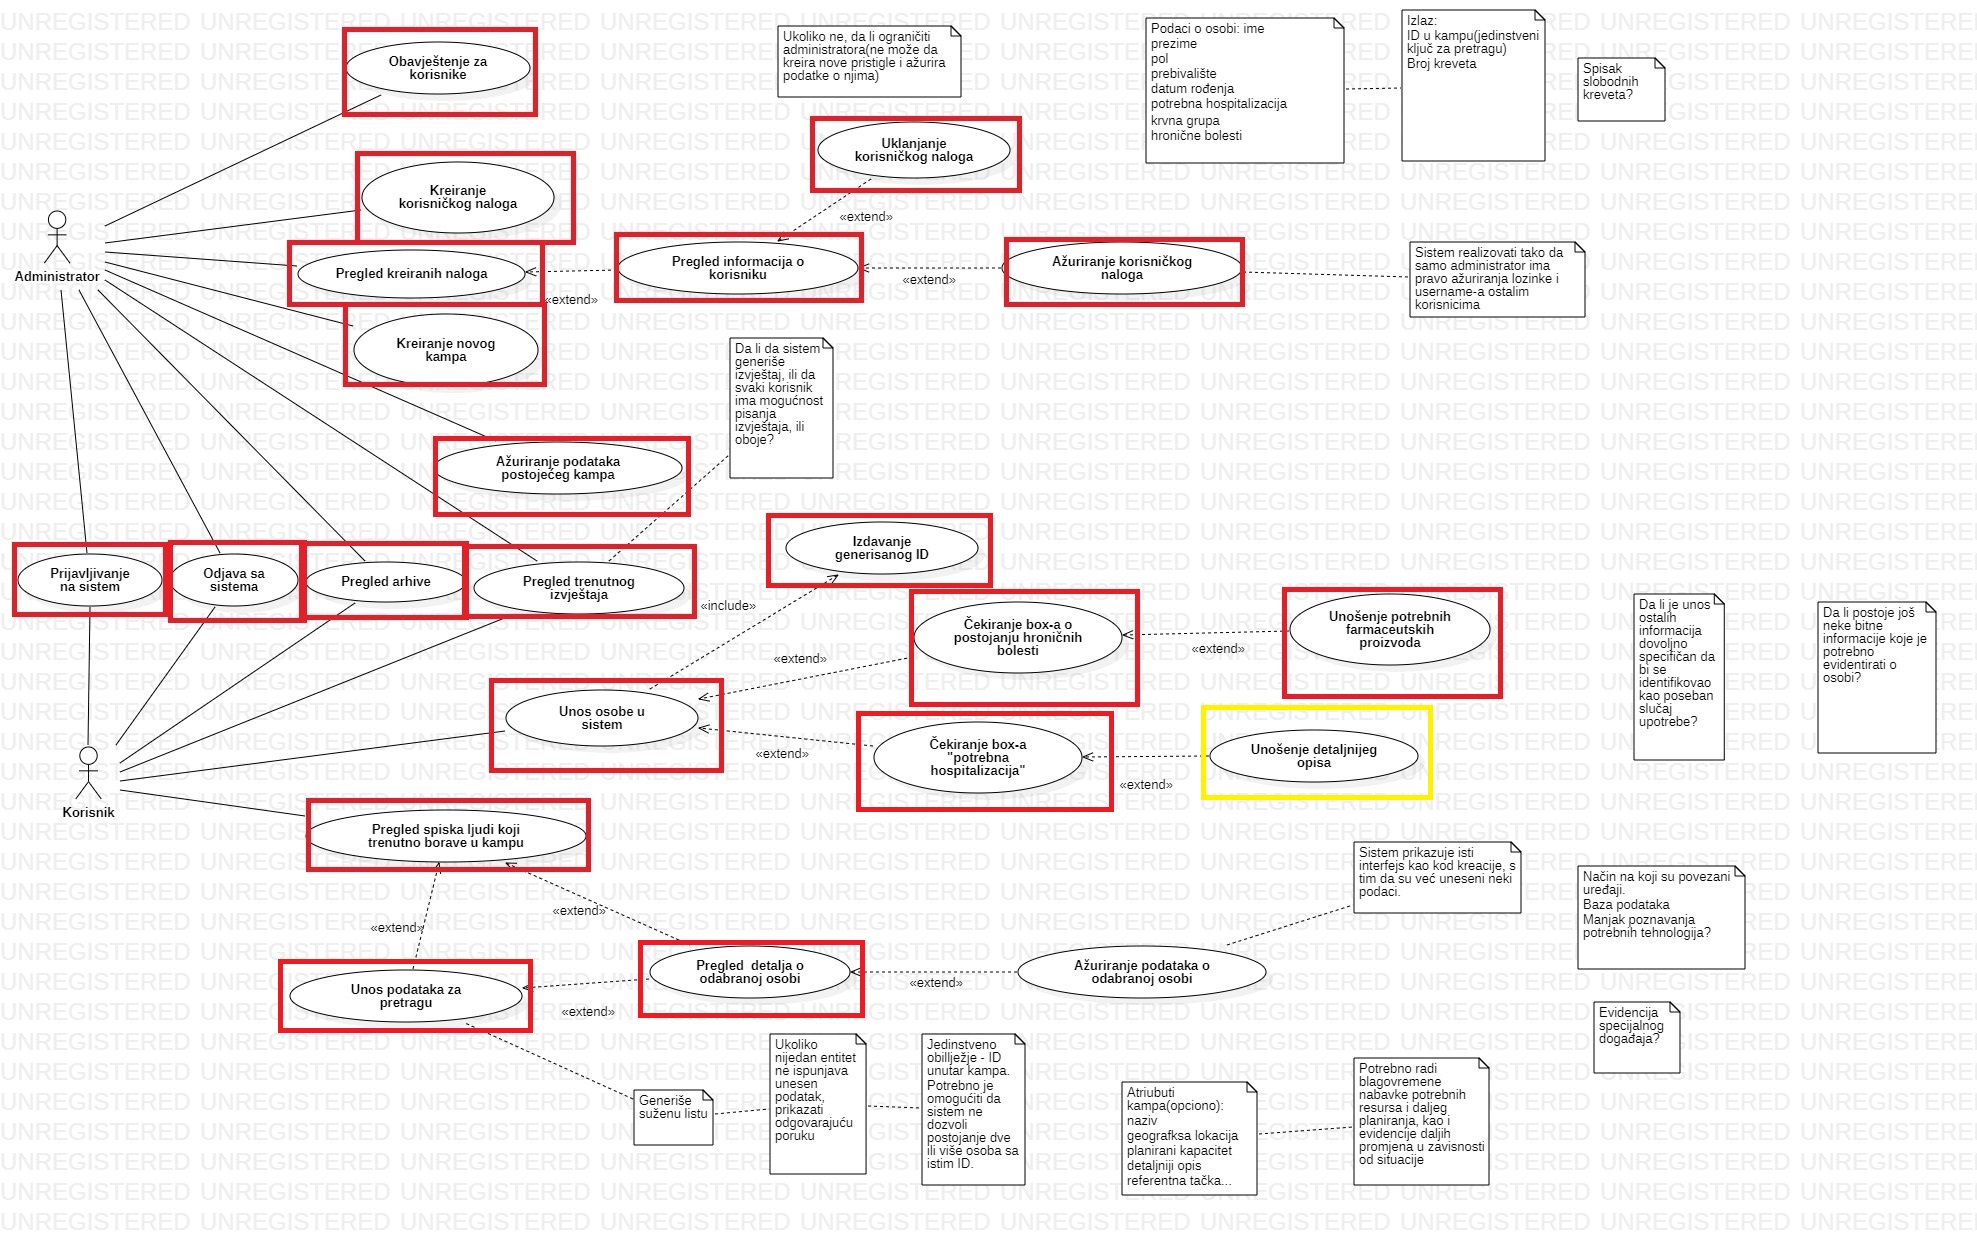 Obavještenje za
korisnike
Ukoliko ne, da li ograničiti
administratora(ne može da
kreira nove pristigle i ažurira
podatke o njima)
Podaci o osobi: ime
prezime
pol
prebivalište
datum rođenja
potrebna hospitalizacija
krvna grupa
hronične bolesti
Izlaz:
ID u kampu(jedinstveni
ključ za pretragu)
Broj kreveta
Spisak
slobodnih
kreveta?
Uklanjanje
korisničkog naloga
«extend»
Kreiranje
korisničkog naloga
Administrator
Pregled kreiranih naloga
«extend»
Pregled informacija o
korisniku
«extend»
Ažuriranje korisničkog
naloga
Sistem realizovati tako da
samo administrator ima
pravo ažuriranja lozinke i
username-a ostalim
korisnicima
Kreiranje novog
kampa
Da li da sistem
generiše
izvještaj, ili da
svaki korisnik
ima mogućnost
pisanja
izvještaja, ili
oboje?
Ažuriranje podataka
postojećeg kampa
Prijavljivanje
na sistem
Odjava sa
sistema
Pregled arhive
Pregled trenutnog
izvještaja
Izdavanje
generisanog ID
«include»
Čekiranje box-a o
postojanju hroničnih
bolesti
«extend»
«extend»
Unošenje potrebnih
farmaceutskih
proizvoda
Da li je unos
ostalih
informacija
dovoljno
specifičan da
bi se
identifikovao
kao poseban
slučaj
upotrebe?
Da li postoje još
neke bitne
informacije koje je
potrebno
evidentirati o
osobi?
Unos osobe u
sistem
«extend»
Čekiranje box-a
"potrebna
hospitalizacija"
«extend»
Unošenje detaljnijeg
opisa
Korisnik
Pregled spiska ljudi koji
trenutno borave u kampu
«extend»
«extend»
Sistem prikazuje isti
interfejs kao kod kreacije, s
tim da su već uneseni neki
podaci.
Način na koji su povezani
uređaji.
Baza podataka
Manjak poznavanja
potrebnih tehnologija?
Unos podataka za
pretragu
«extend»
Pregled  detalja o
odabranoj osobi
«extend»
Ažuriranje podataka o
odabranoj osobi
Evidencija
specijalnog
događaja?
Generiše
suženu listu
Ukoliko
nijedan entitet
ne ispunjava
unesen
podatak,
prikazati
odgovarajuću
poruku
Jedinstveno
obillježje - ID
unutar kampa.
Potrebno je
omogućiti da
sistem ne
dozvoli
postojanje dve
ili više osoba sa
istim ID.
Atriubuti
kampa(opciono):
naziv
geografksa lokacija
planirani kapacitet
detaljniji opis
referentna tačka...
Potrebno radi
blagovremene
nabavke potrebnih
resursa i daljeg
planiranja, kao i
evidencije daljih
promjena u zavisnosti
od situacije
UNREGISTERED